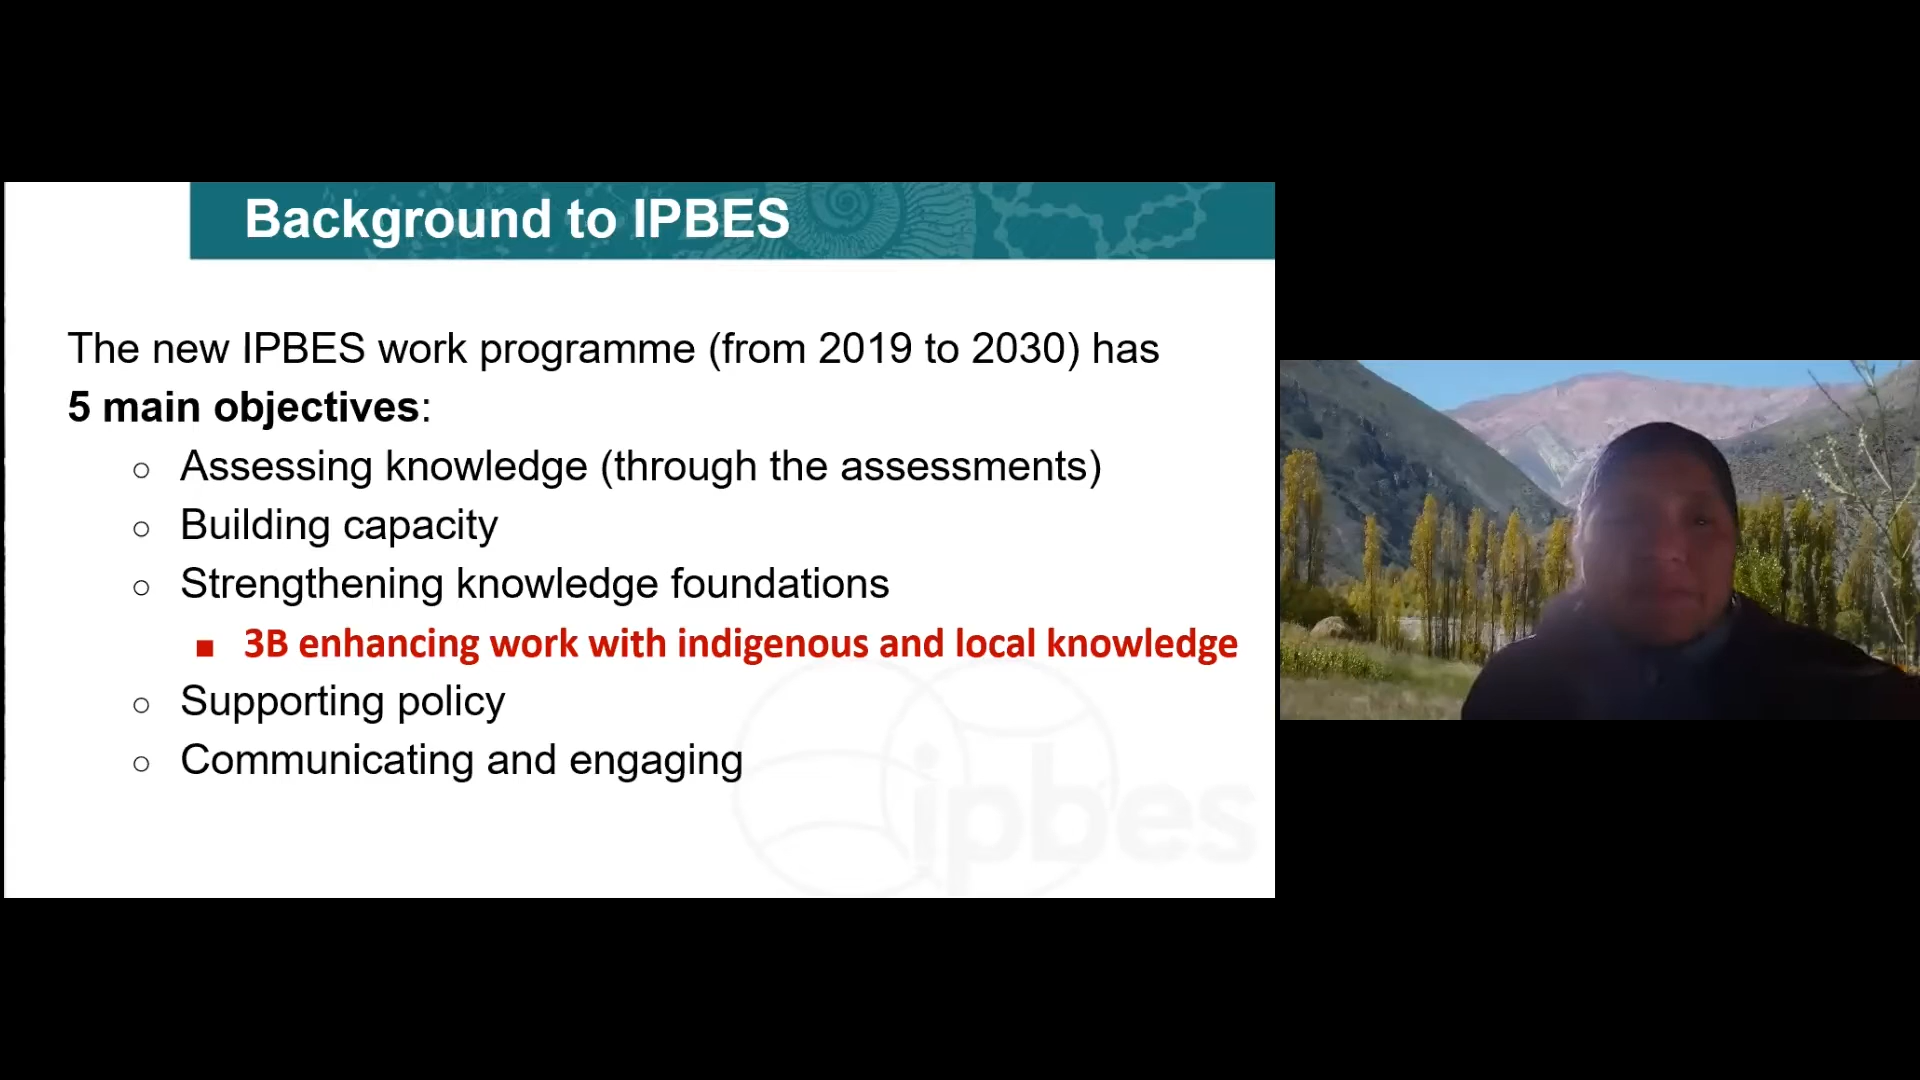 Background to IPBES
The new IPBES work programme (from 2019 to 2030) has
5 main objectives:
○ Assessing knowledge (through the assessments)
○ Building capacity
○ Strengthening knowledge foundations
■ 3B enhancing work with indigenous and local knowledge
○ Supporting policy
○ Communicating and engaging
ipbes